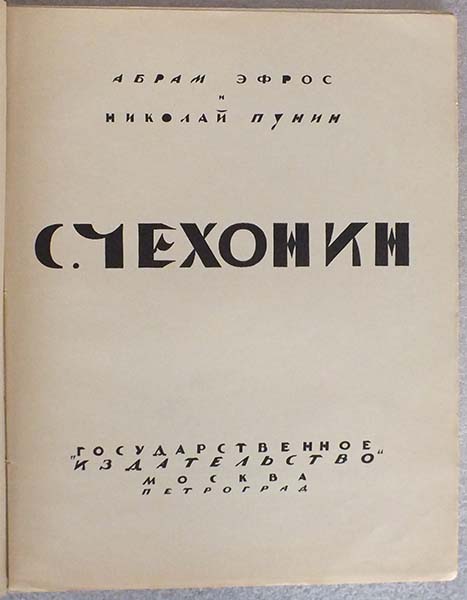 АБРАМ ЭФРОС
И
НИКОЛАЙ ПУНИН
С. ЧЕХОНИН
"ГОСУДАРСТВЕННОЕ
ИЗДАТЕЛЬСТВО"
МОСКВА
ПЕТРОГРАД